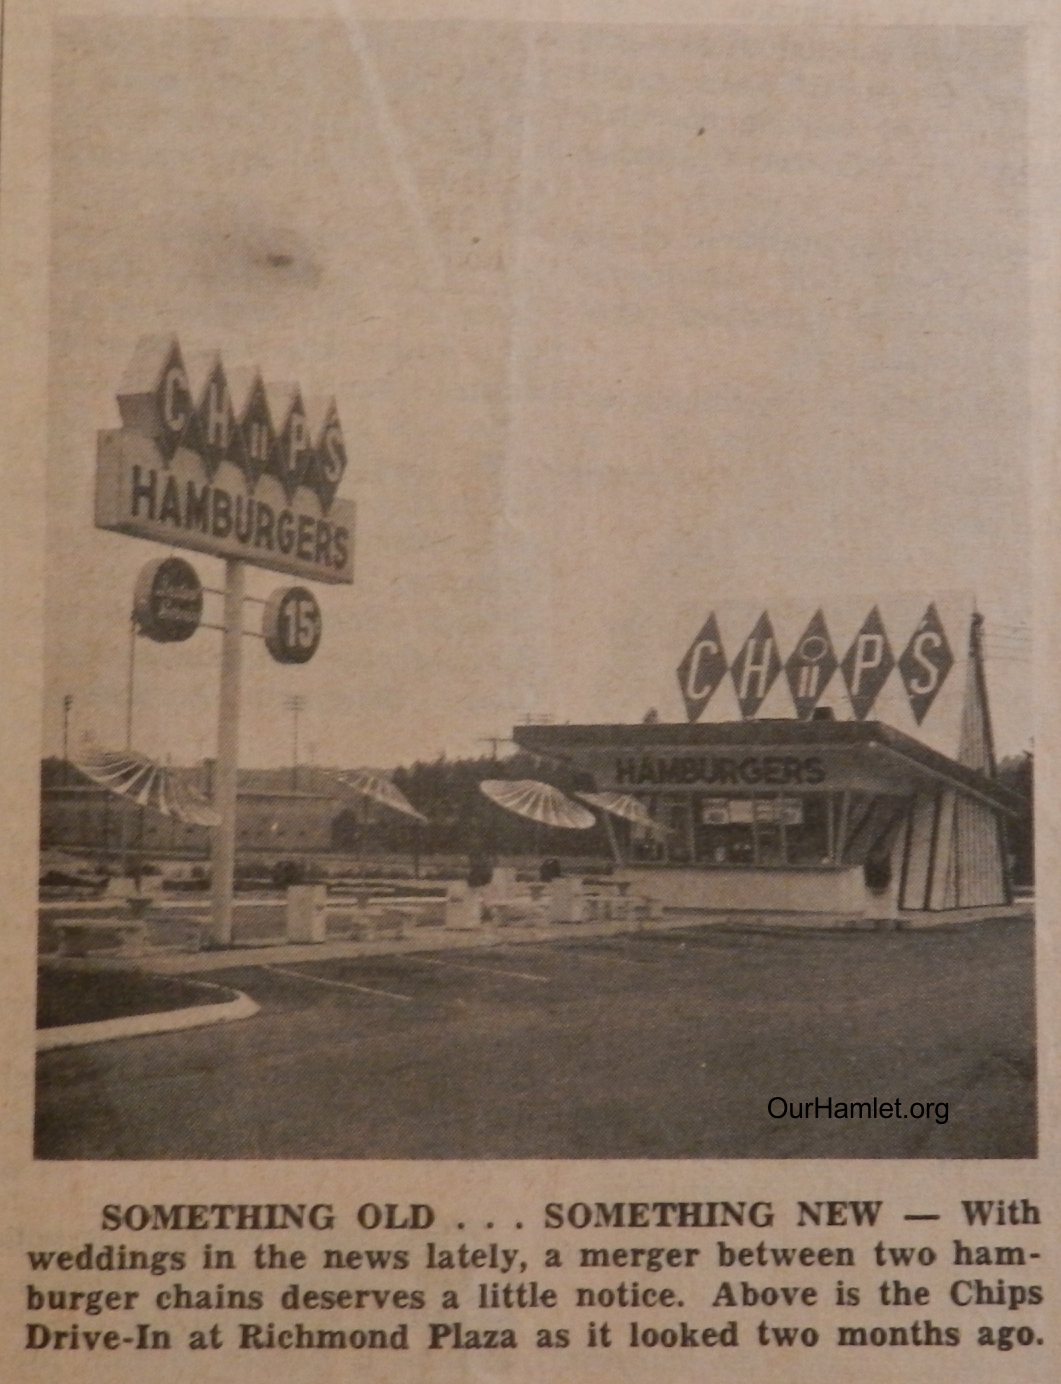 CHiPS
HAMBURGERS
15
CHiPS
HAMBURGERS
OurHamlet.org
SOMETHING OLD . . . SOMETHING NEW — With
weddings in the news lately, a merger between two ham-
burger chains deserves a little notice. Above is the Chips
Drive-In at Richmond Plaza as it looked two months ago.